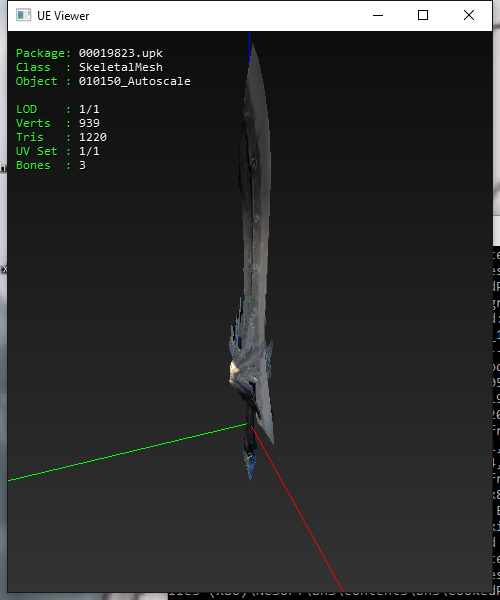 UE Viewer
Package: 00019823.upk
Class  : SkeletalMesh
Object : 010150_Autoscale
LOD    : 1/1
Verts  : 939
Tris   : 1220
UV Set : 1/1
Bones  : 3